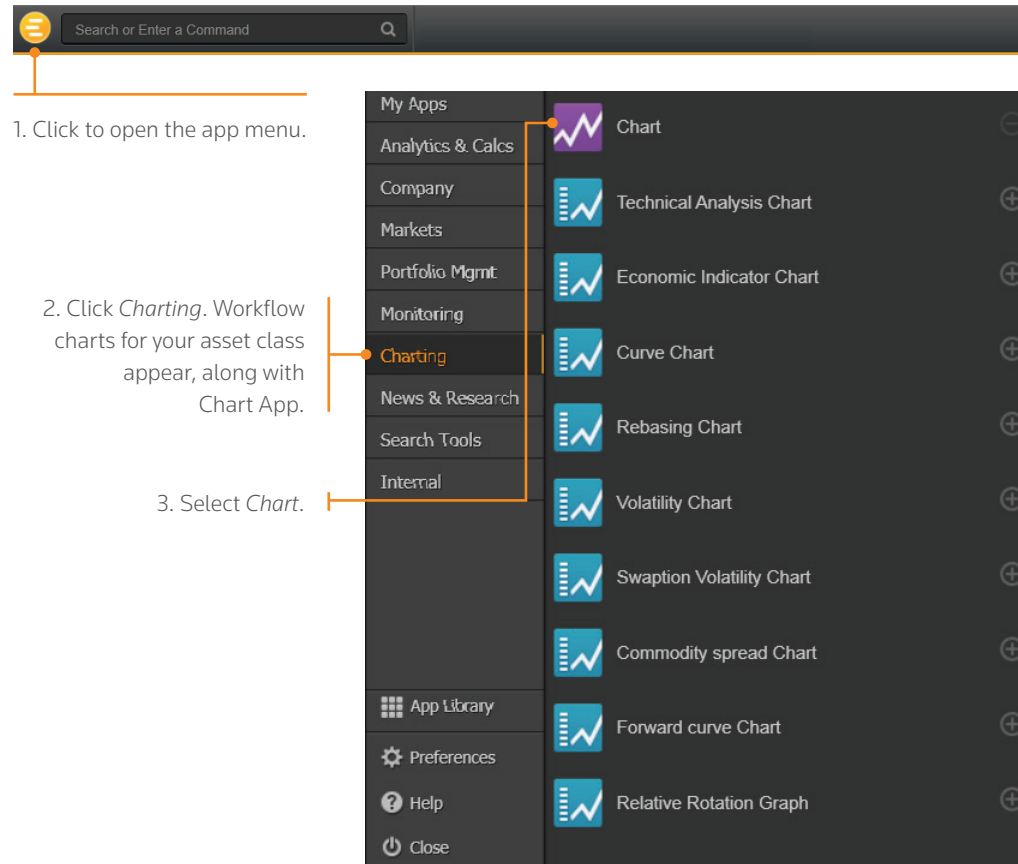 Search or Enter a Command
1. Click to open the app menu.
2. Click Charting. Workflow
charts for your asset class
appear, along with
Chart App.
3. Select Chart.
My Apps
Analytics & Calcs
Company
Markets
Portfolio Mgmt
Monitoring
Charting
News & Research
Search Tools
Internal
App Library
Preferences
Help
Close
Chart
Technical Analysis Chart
Economic Indicator Chart
Curve Chart
Rebasing Chart
Volatility Chart
Swaption Volatility Chart
Commodity spread Chart
Forward curve Chart
Relative Rotation Graph